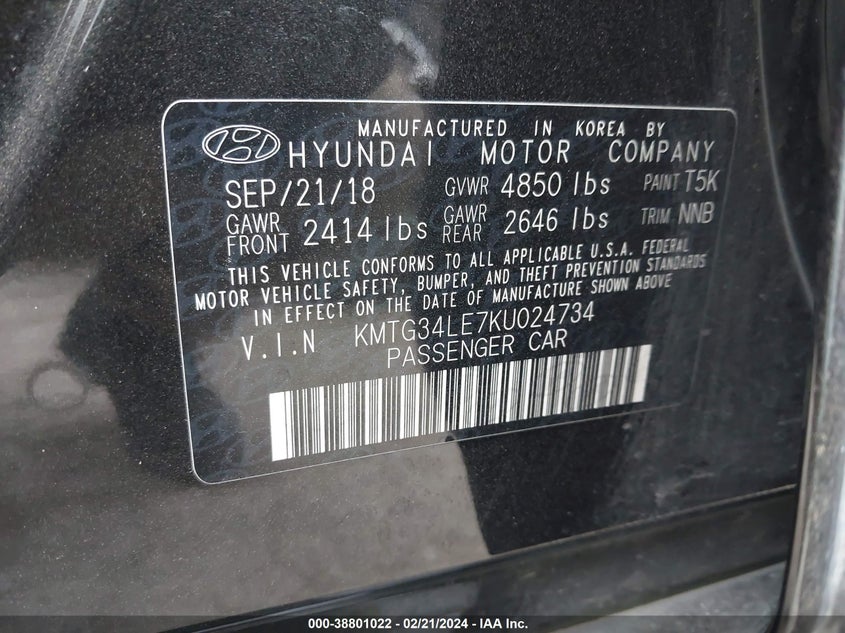 MANUFACTURED IN KOREA BY
HYUNDAI MOTOR COMPANY
SEP/21/18 GVWR 4850 lbs PAINT T5K
GAWR FRONT 2414 lbs GAWR REAR 2646 lbs TRIM NNB
THIS VEHICLE CONFORMS TO ALL APPLICABLE U.S.A. FEDERAL
MOTOR VEHICLE SAFETY, BUMPER, AND THEFT PREVENTION STANDARDS
IN EFFECT ON THE DATE OF MANUFACTURE SHOWN ABOVE
V.I.N KMTG34LE7KU024734
PASSENGER CAR
000-38801022 - 02/21/2024 - IAA Inc.